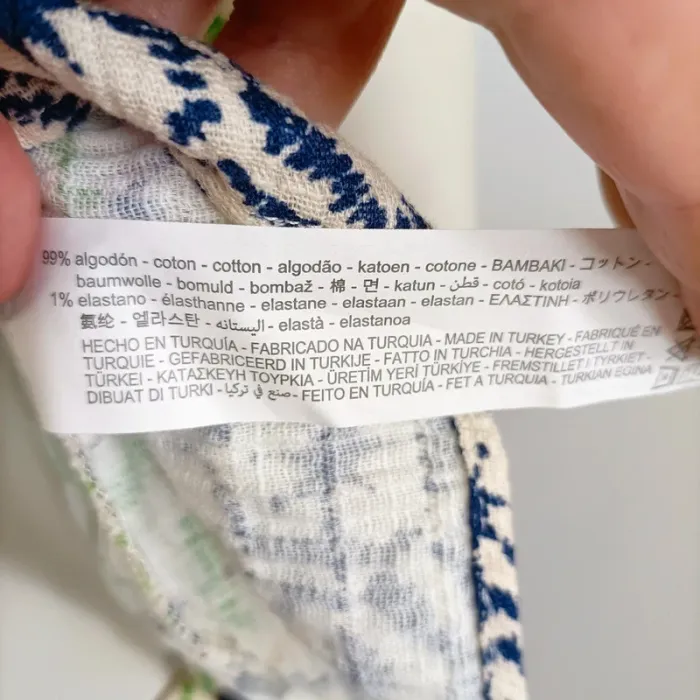 99% algodón - coton - cotton - algodão - katoen - cotone - BAMBAKI - コットン -
baumwolle - bomuld - bombaž - 棉 - 면 - katun - قطن - cotó - kotoia
1% elastano - élasthanne - elastane - elastaan - elastan - ΕΛΑΣΤΙΝΗ - ポリウレタン -
氨纶 - 엘라스탄 - اليستانه - elastà - elastanoa
HECHO EN TURQUÍA - FABRICADO NA TURQUIA - MADE IN TURKEY - FABRIQUÉ EN
TURQUIE - GEFABRICEERD IN TURKIJE - FATTO IN TURCHIA - HERGESTELLT IN
TÜRKEI - ΚΑΤΑΣΚΕΥΗ ΤΟΥΡΚΙΑ - ÜRETİM YERİ TÜRKİYE - FREMSTILLET I TYRKIET -
DIBUAT DI TURKI - صنع في تركيا - FEITO EN TURQUÍA - FET A TURQUIA - TURKIAN EGINA